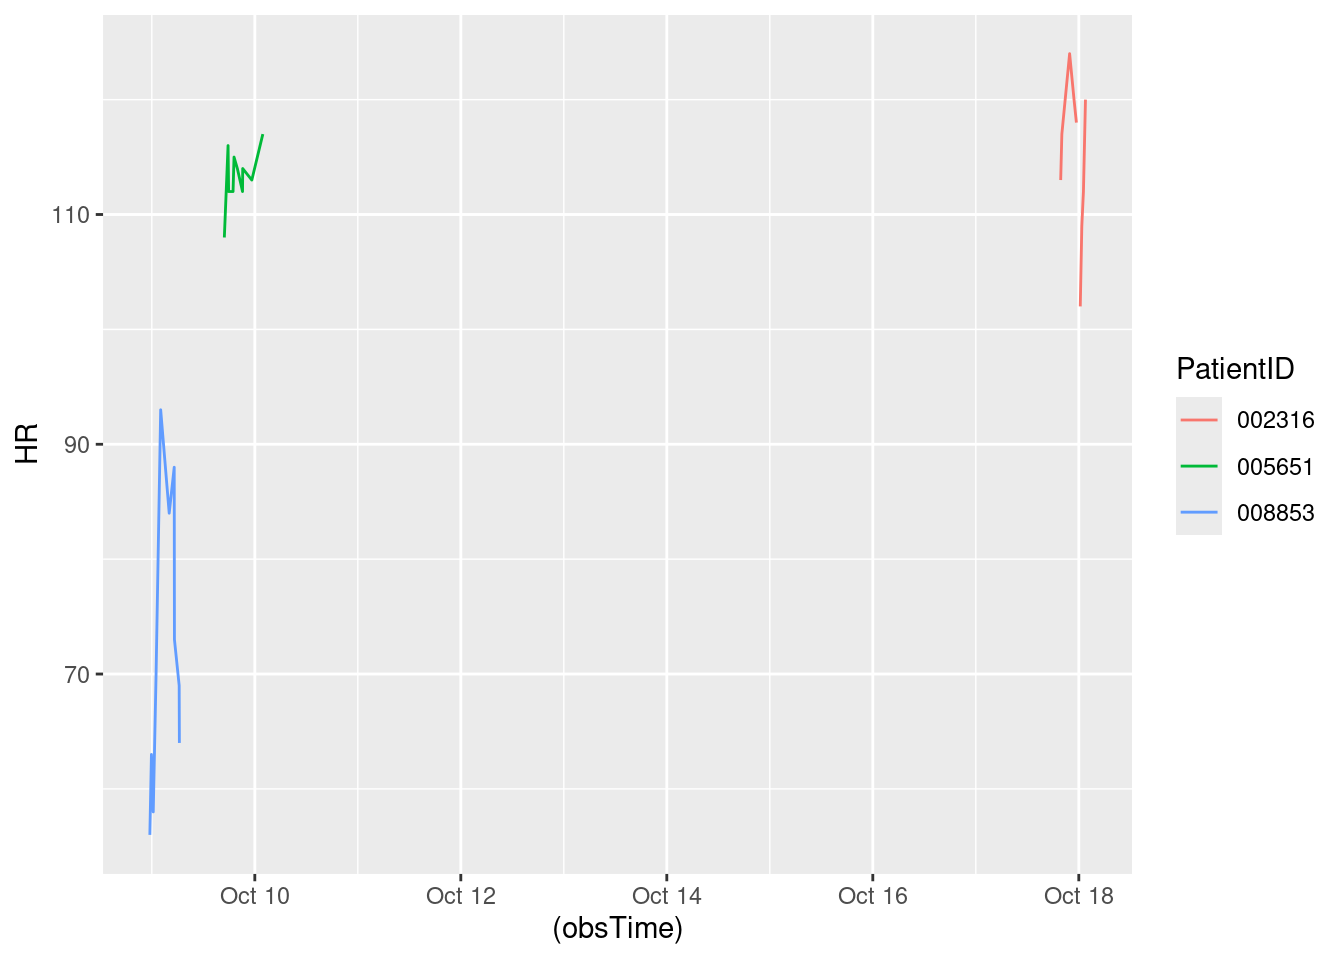 110
90
70
HR
Oct 10
Oct 12
Oct 14
Oct 16
Oct 18
(obsTime)
PatientID
002316
005651
008853